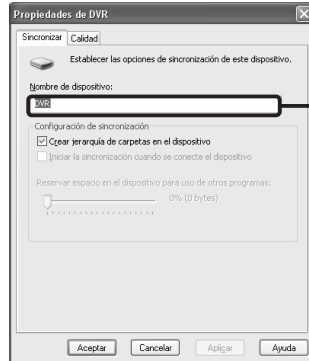 Propiedades de DVR
Sincronizar Calidad
Establecer las opciones de sincronización de este dispositivo.
Nombre de dispositivo:
DVR
Configuración de sincronización
Crear jerarquía de carpetas en el dispositivo
Iniciar la sincronización cuando se conecte el dispositivo
Reservar espacio en el dispositivo para uso de otros programas:
0% (0 bytes)
Aceptar Cancelar Aplicar Ayuda